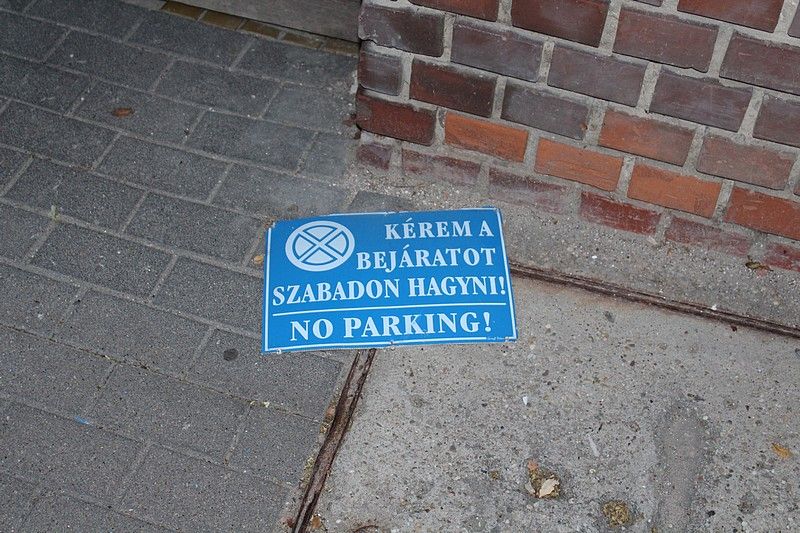 KÉREM A
BEJÁRATOT
SZABADON HAGYNI!
NO PARKING!